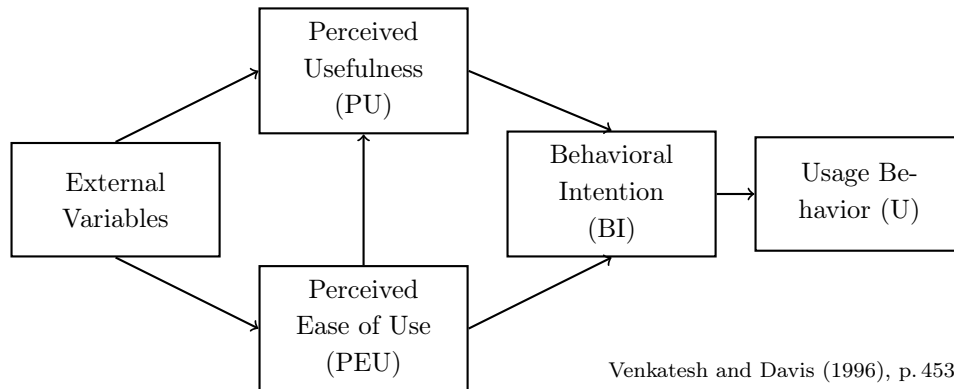 Perceived
Usefulness
(PU)
External
Variables
Perceived
Ease of Use
(PEU)
Behavioral
Intention
(BI)
Usage Be-
havior (U)
Venkatesh and Davis (1996), p. 453